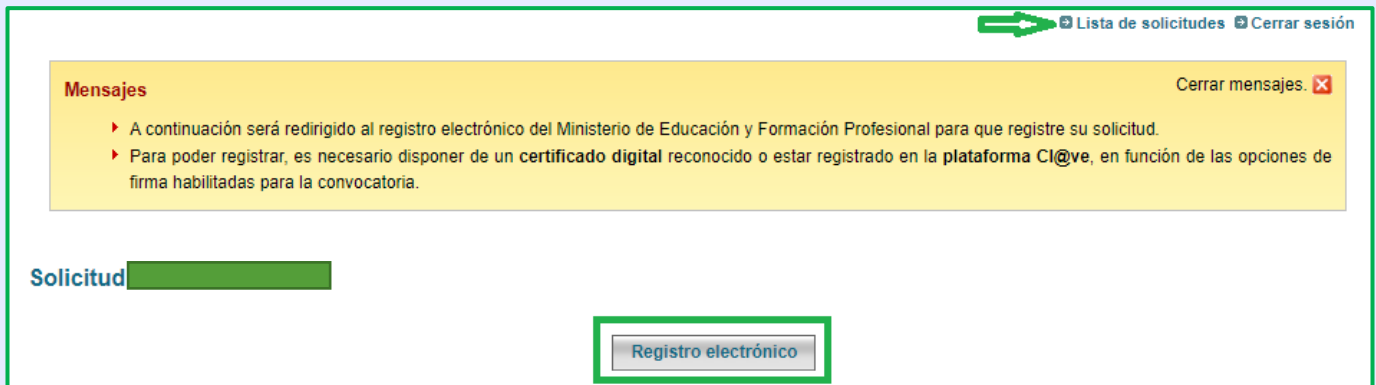 Lista de solicitudes Cerrar sesión
Mensajes
Cerrar mensajes.
A continuación será redirigido al registro electrónico del Ministerio de Educación y Formación Profesional para que registre su solicitud.
Para poder registrar, es necesario disponer de un certificado digital reconocido o estar registrado en la plataforma Cl@ve, en función de las opciones de
firma habilitadas para la convocatoria.
Solicitud
Registro electrónico